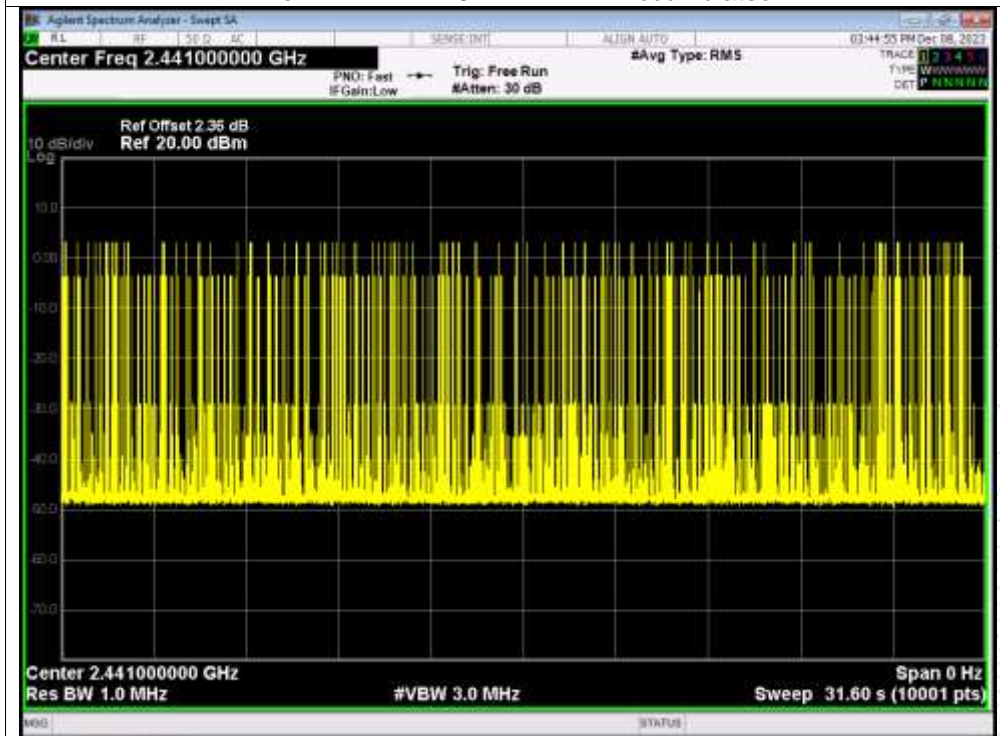 Agilent Spectrum Analyzer - Swept SA
RL RF 50 Ω AC SENSE:INT ALIGN AUTO 03:44:55 PM Dec 08, 2023
Center Freq 2.441000000 GHz
#Avg Type: RMS
TRACE 1 2 3 4 5
TYPE W
DET P N N N N N
PNO: Fast
IFGain:Low
Trig: Free Run
#Atten: 30 dB
Ref Offset 2.36 dB
Ref 20.00 dBm
10 dB/div
Log
10.0
0.00
-10.0
-20.0
-30.0
-40.0
-50.0
-60.0
-70.0
Center 2.441000000 GHz
Span 0 Hz
Res BW 1.0 MHz
#VBW 3.0 MHz
Sweep 31.60 s (10001 pts)
MSG
STATUS